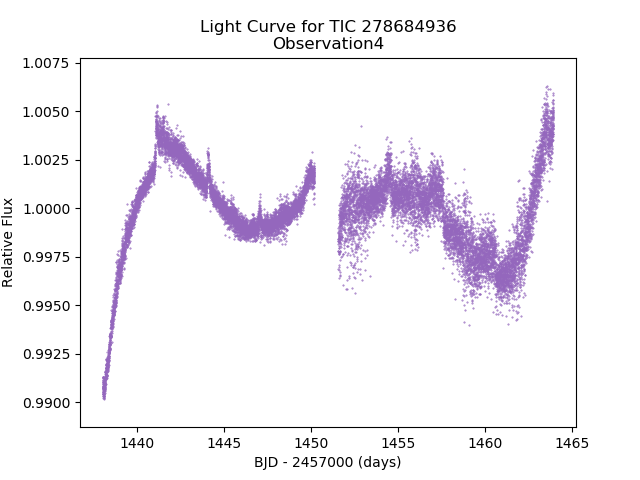 Light Curve for TIC 278684936
Observation4
1.0075
1.0050
1.0025
1.0000
0.9975
0.9950
0.9925
0.9900
Relative Flux
1440 1445 1450 1455 1460 1465
BJD - 2457000 (days)